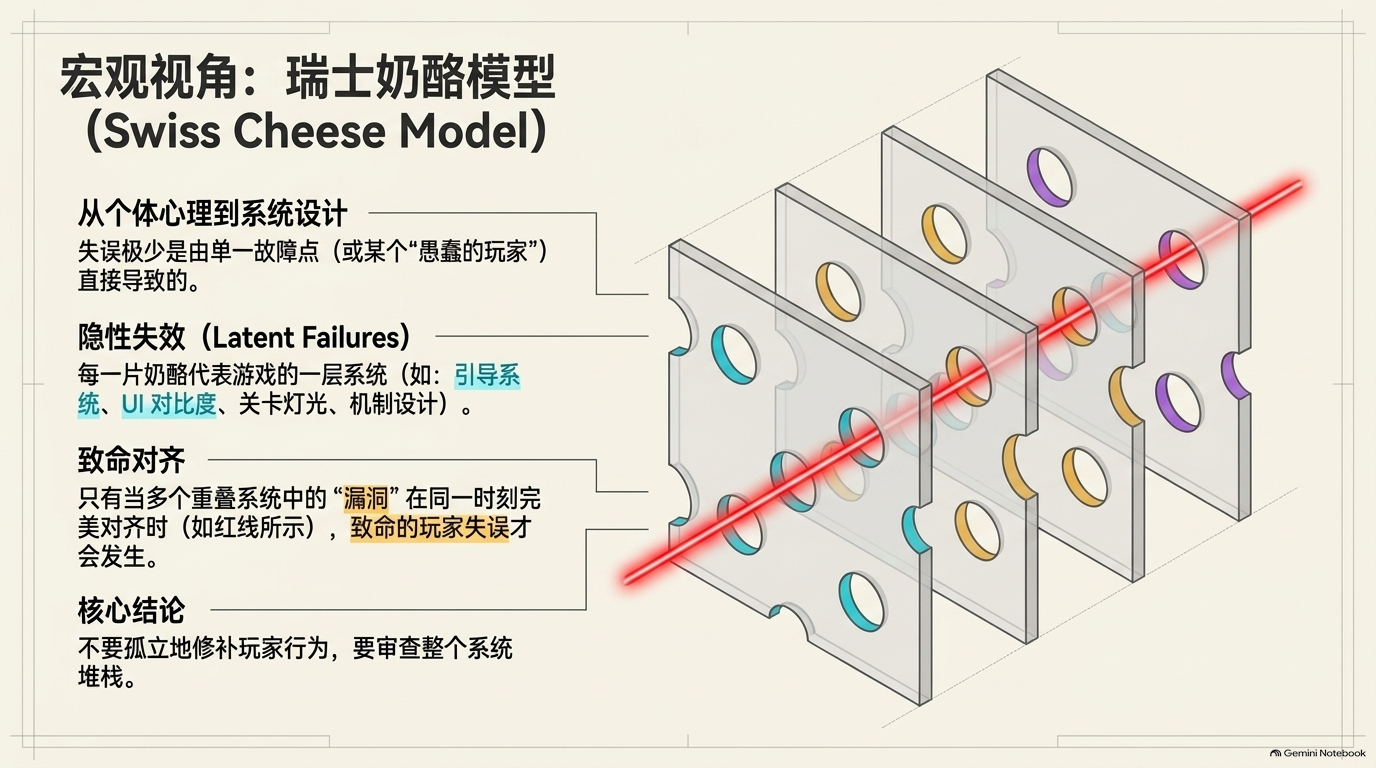 宏观视角：瑞士奶酪模型
（Swiss Cheese Model）
从个体心理到系统设计
失误极少是由单一故障点（或某个“愚蠢的玩家”）
直接导致的。
隐性失效（Latent Failures）
每一片奶酪代表游戏的一层系统（如：引导系
统、UI 对比度、关卡灯光、机制设计）。
致命对齐
只有当多个重叠系统中的 “漏洞” 在同一时刻完
美对齐时（如红线所示），致命的玩家失误才
会发生。
核心结论
不要孤立地修补玩家行为，要审查整个系统
堆栈。
Gemini Notebook